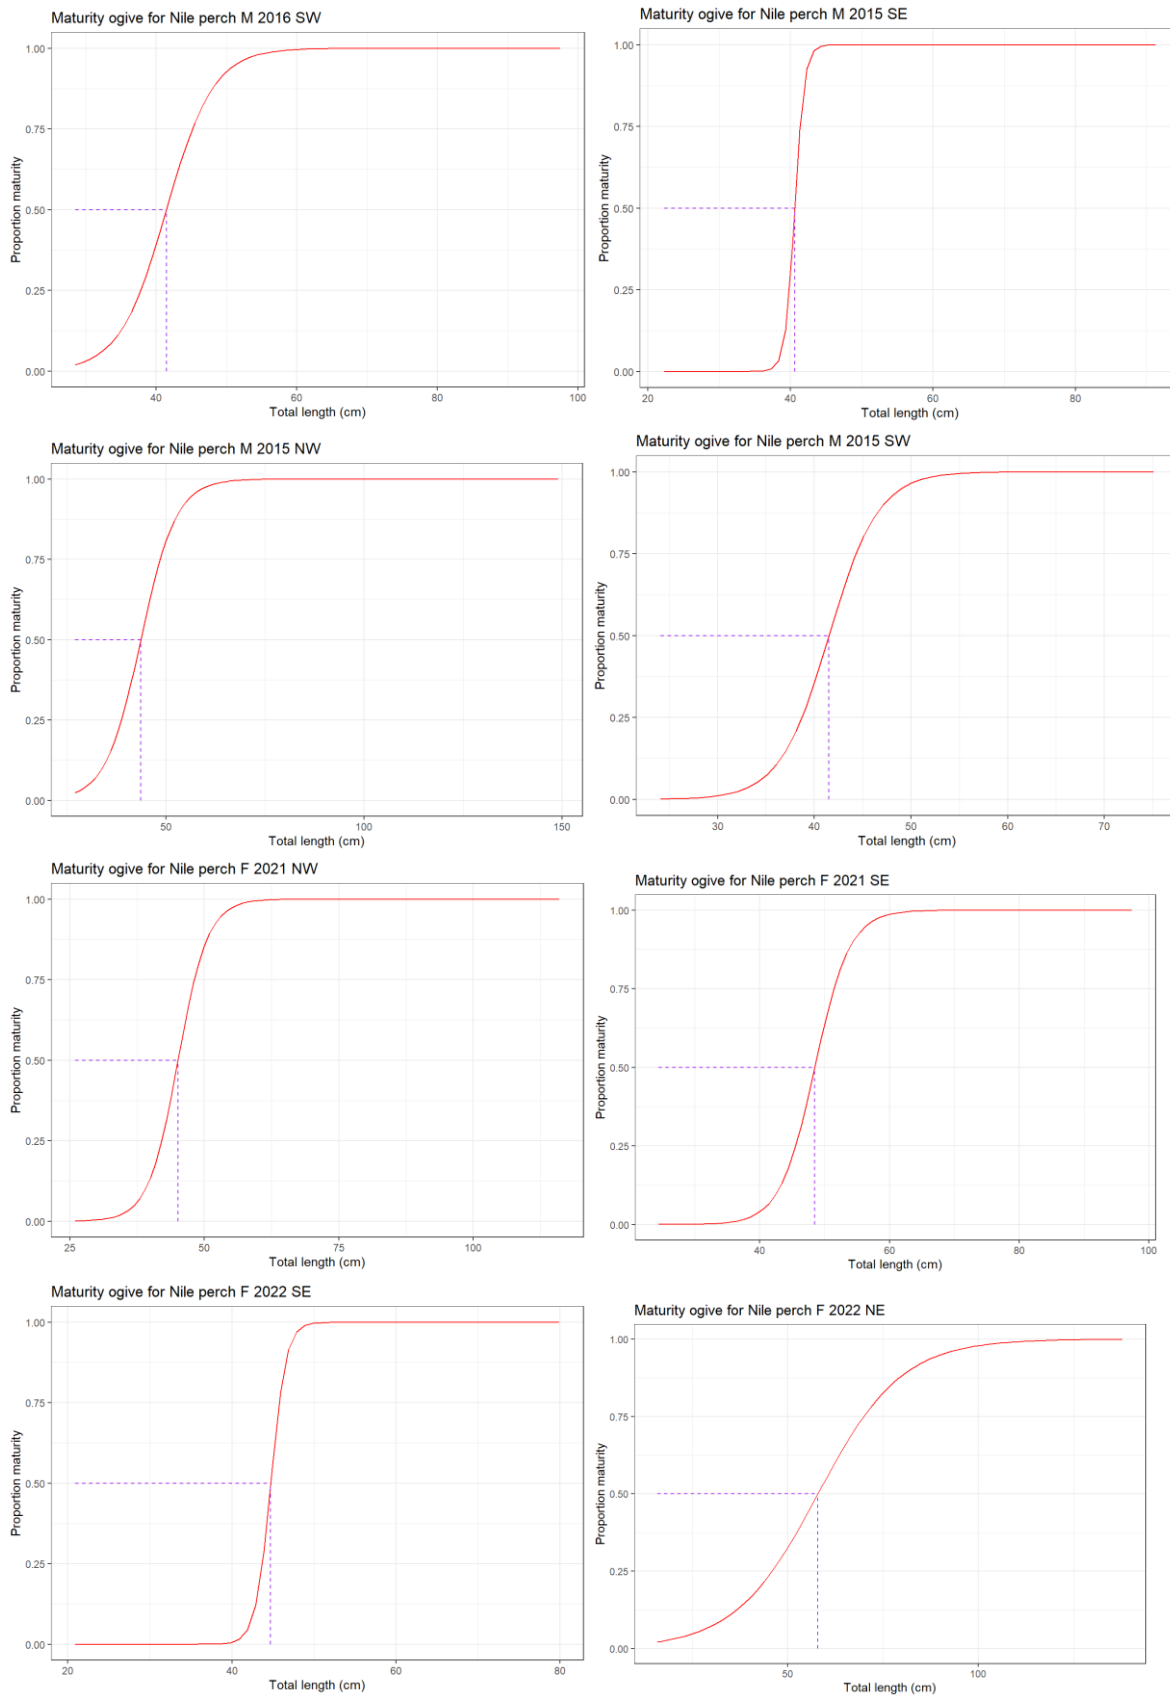 Maturity ogive for Nile perch M 2016 SW
1.00
0.75
0.50
0.25
0.00
Proportion maturity
40
60
80
100
Total length (cm)
Maturity ogive for Nile perch M 2015 SE
1.00
0.75
0.50
0.25
0.00
Proportion maturity
20
40
60
80
Total length (cm)
Maturity ogive for Nile perch M 2015 NW
1.00
0.75
0.50
0.25
0.00
Proportion maturity
50
100
150
Total length (cm)
Maturity ogive for Nile perch M 2015 SW
1.00
0.75
0.50
0.25
0.00
Proportion maturity
30
40
50
60
70
Total length (cm)
Maturity ogive for Nile perch F 2021 NW
1.00
0.75
0.50
0.25
0.00
Proportion maturity
25
50
75
100
Total length (cm)
Maturity ogive for Nile perch F 2021 SE
1.00
0.75
0.50
0.25
0.00
Proportion maturity
40
60
80
100
Total length (cm)
Maturity ogive for Nile perch F 2022 SE
1.00
0.75
0.50
0.25
0.00
Proportion maturity
20
40
60
80
Total length (cm)
Maturity ogive for Nile perch F 2022 NE
1.00
0.75
0.50
0.25
0.00
Proportion maturity
50
100
Total length (cm)